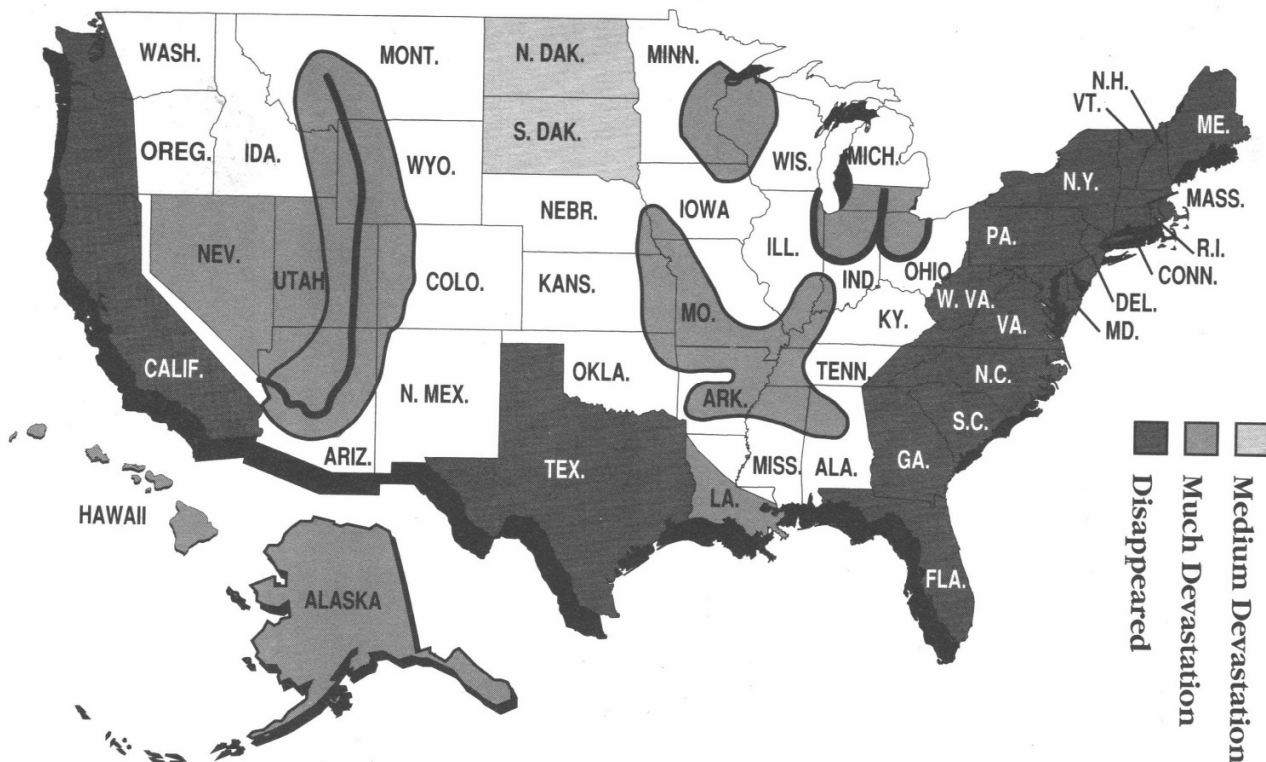 WASH.
MONT.
N. DAK.
MINN.
N.H.
VT.
ME.
OREG.
IDA.
WYO.
S. DAK.
WIS.
MICH.
N.Y.
MASS.
NEBR.
IOWA
PA.
R.I.
CONN.
NEV.
UTAH
COLO.
KANS.
ILL.
IND.
OHIO
W. VA.
DEL.
MD.
MO.
KY.
VA.
CALIF.
N. MEX.
OKLA.
ARK.
TENN.
N.C.
S.C.
ARIZ.
TEX.
LA.
MISS.
ALA.
GA.
FLA.
HAWAII
ALASKA
Medium Devastation
Much Devastation
Disappeared